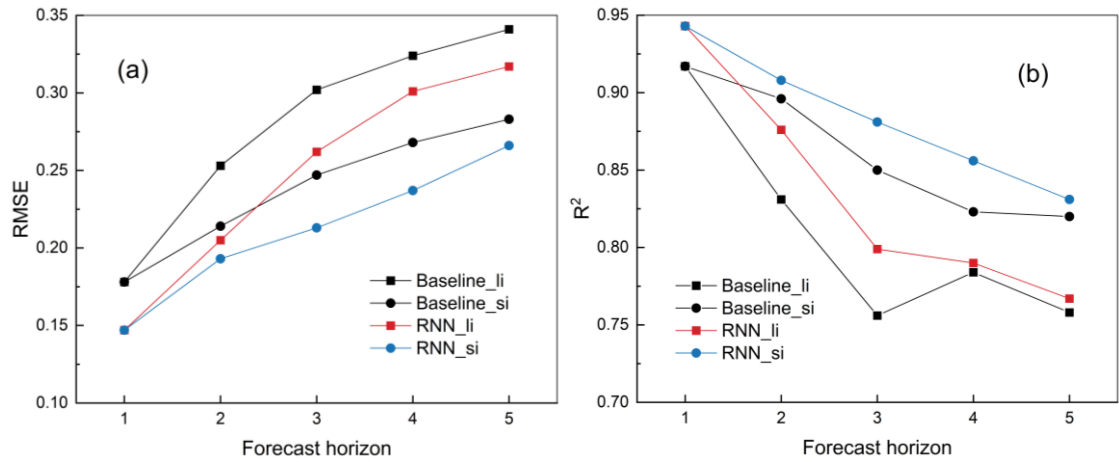 (a)
RMSE
0.35
0.30
0.25
0.20
0.15
0.10
Baseline_li
Baseline_si
RNN_li
RNN_si
1 2 3 4 5
Forecast horizon
(b)
R²
0.95
0.90
0.85
0.80
0.75
0.70
Baseline_li
Baseline_si
RNN_li
RNN_si
1 2 3 4 5
Forecast horizon